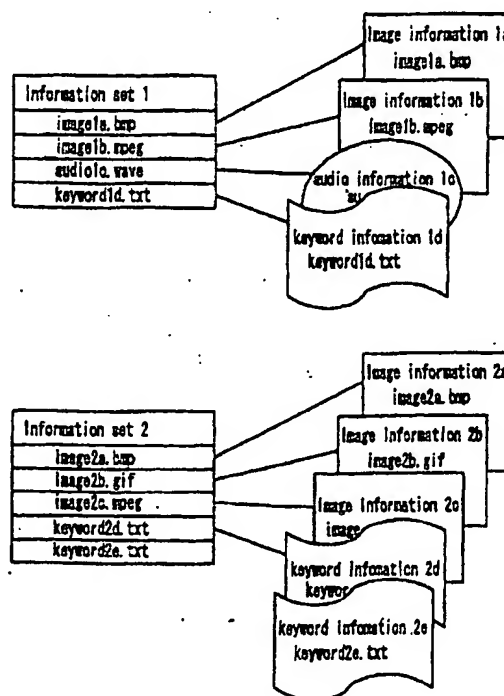 Information set 1
image1a.bmp
image1b.mpeg
audio1c.wave
keyword1d.txt
Image information 1a
image1a.bmp
Image information 1b
image1b.mpeg
audio information 1c
au
keyword infomation 1d
keyword1d.txt
Information set 2
image2a.bmp
image2b.gif
image2c.mpeg
keyword2d.txt
keyword2e.txt
Image information 2a
image2a.bmp
Image information 2b
image2b.gif
Image information 2c
image
keyword infomation 2d
keywor
keyword infomation 2e
keyword2e.txt